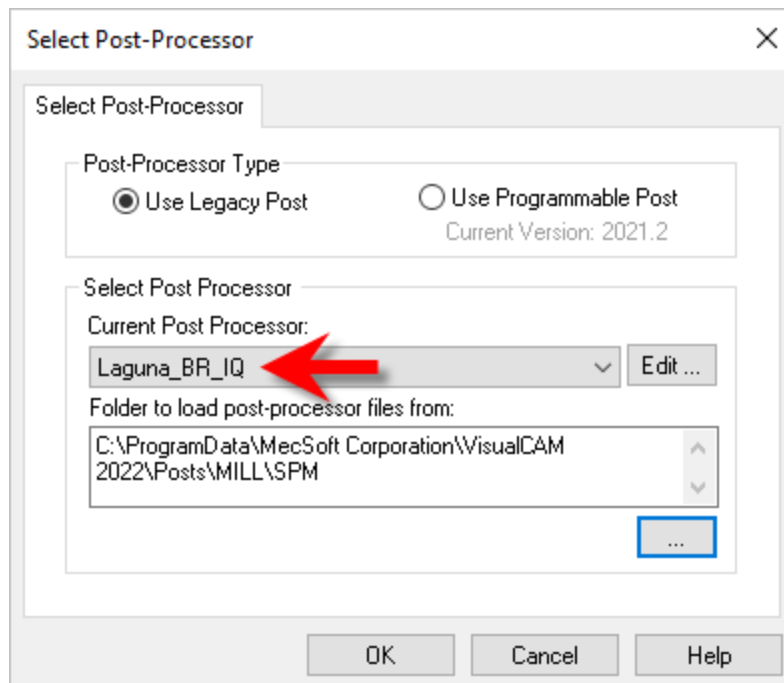 Select Post-Processor
Select Post-Processor
Post-Processor Type
Use Legacy Post
Use Programmable Post
Current Version: 2021.2
Select Post Processor
Current Post Processor:
Laguna_BR_IQ
Edit ...
Folder to load post-processor files from:
C:\ProgramData\MecSoft Corporation\VisualCAM
2022\Posts\MILL\SPM
...
OK
Cancel
Help